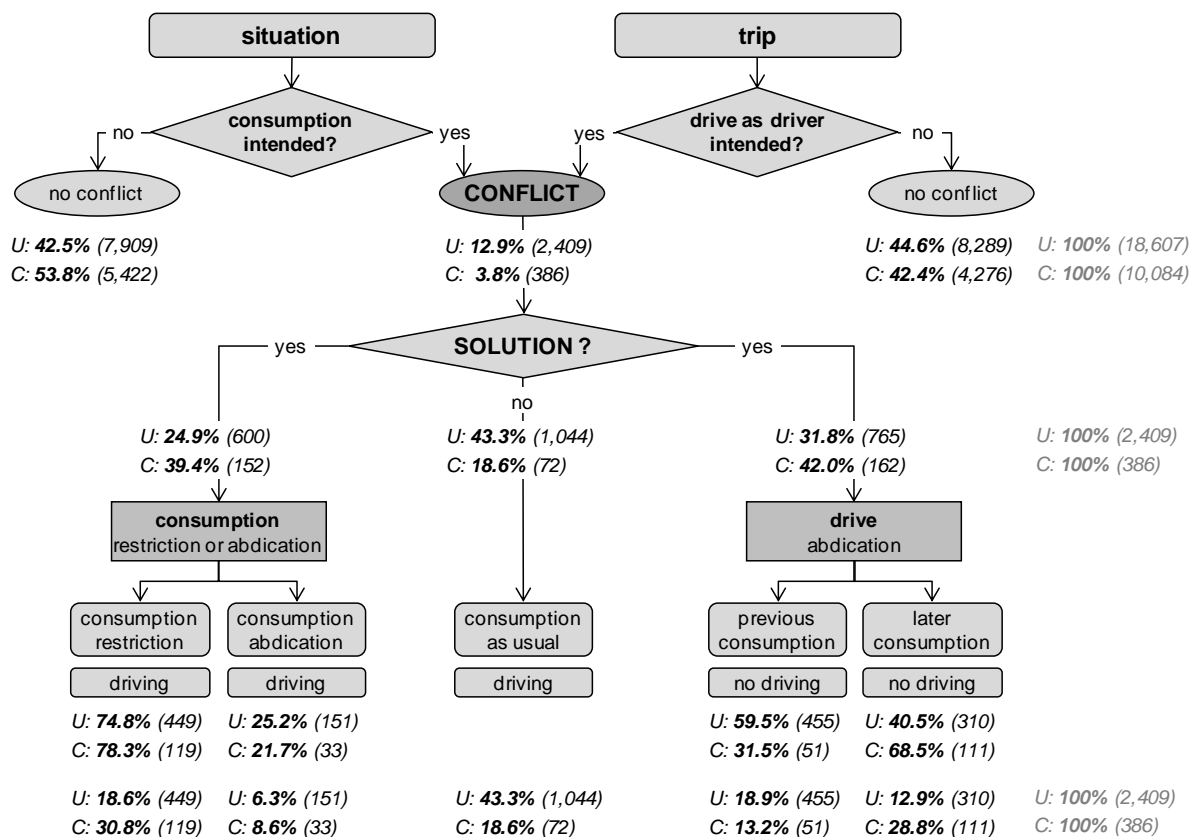 situation
trip
consumption
intended?
drive as driver
intended?
no
yes
yes
no
no conflict
CONFLICT
no conflict
U: 42.5% (7,909)
C: 53.8% (5,422)
U: 12.9% (2,409)
C: 3.8% (386)
U: 44.6% (8,289)
C: 42.4% (4,276)
U: 100% (18,607)
C: 100% (10,084)
yes
SOLUTION ?
yes
no
U: 24.9% (600)
C: 39.4% (152)
U: 43.3% (1,044)
C: 18.6% (72)
U: 31.8% (765)
C: 42.0% (162)
U: 100% (2,409)
C: 100% (386)
consumption
restriction or abdication
drive
abdication
consumption
restriction
consumption
abdication
consumption
as usual
previous
consumption
later
consumption
driving
driving
driving
no driving
no driving
U: 74.8% (449)
C: 78.3% (119)
U: 25.2% (151)
C: 21.7% (33)
U: 59.5% (455)
C: 31.5% (51)
U: 40.5% (310)
C: 68.5% (111)
U: 18.6% (449)
C: 30.8% (119)
U: 6.3% (151)
C: 8.6% (33)
U: 43.3% (1,044)
C: 18.6% (72)
U: 18.9% (455)
C: 13.2% (51)
U: 12.9% (310)
C: 28.8% (111)
U: 100% (2,409)
C: 100% (386)